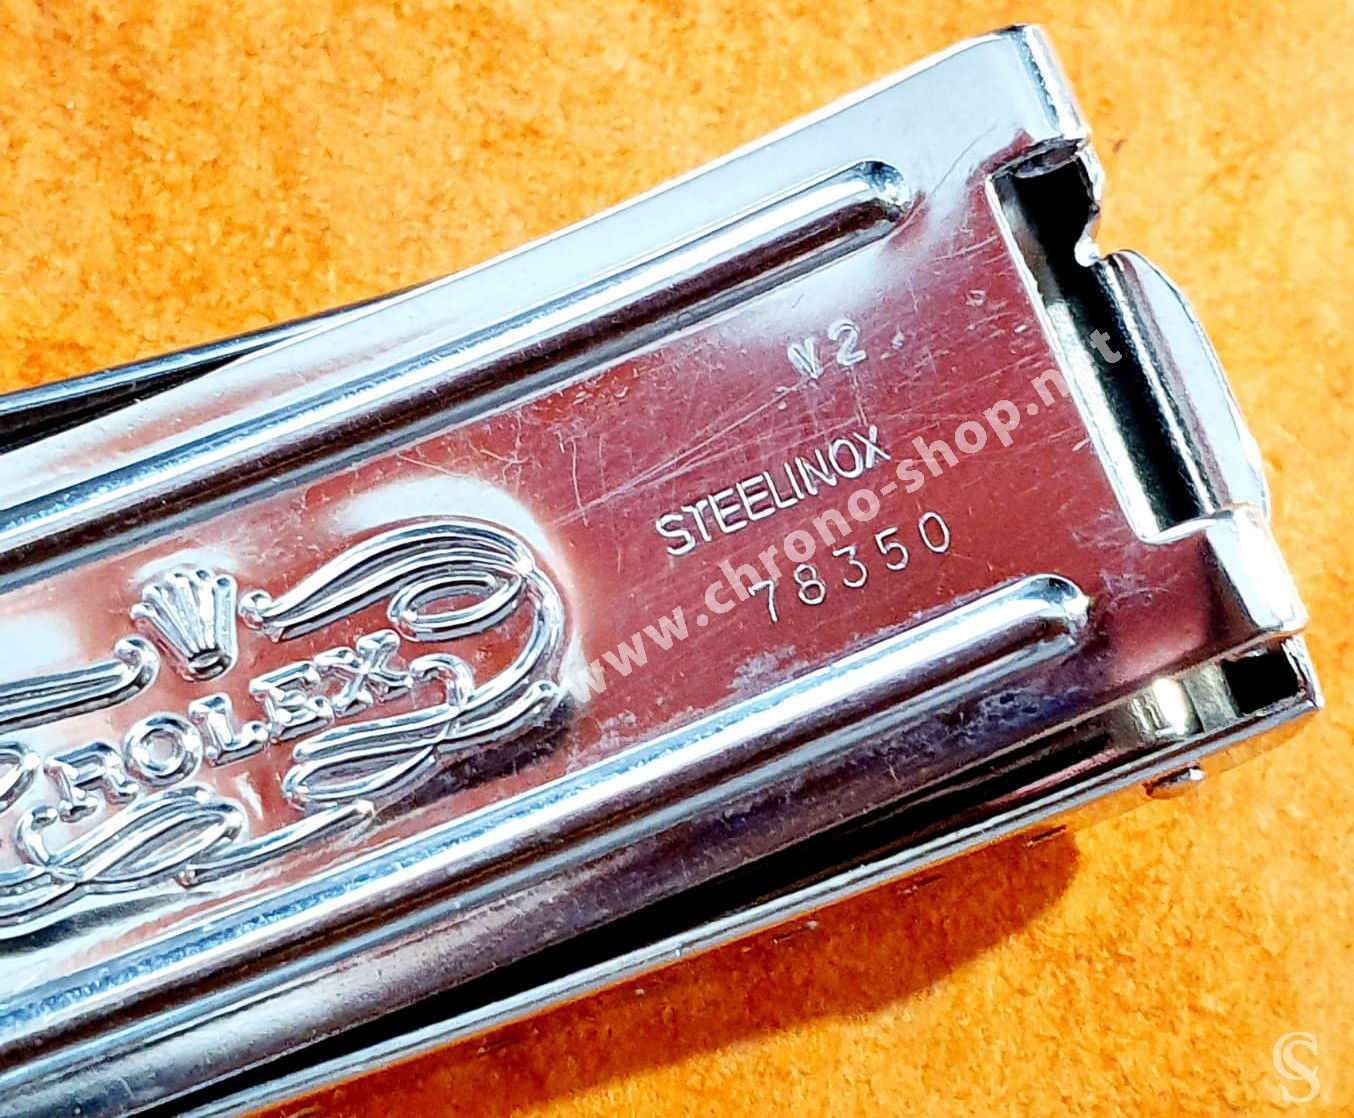 V2
STEELINOX
78350
ROLEX
www.chrono-shop.net